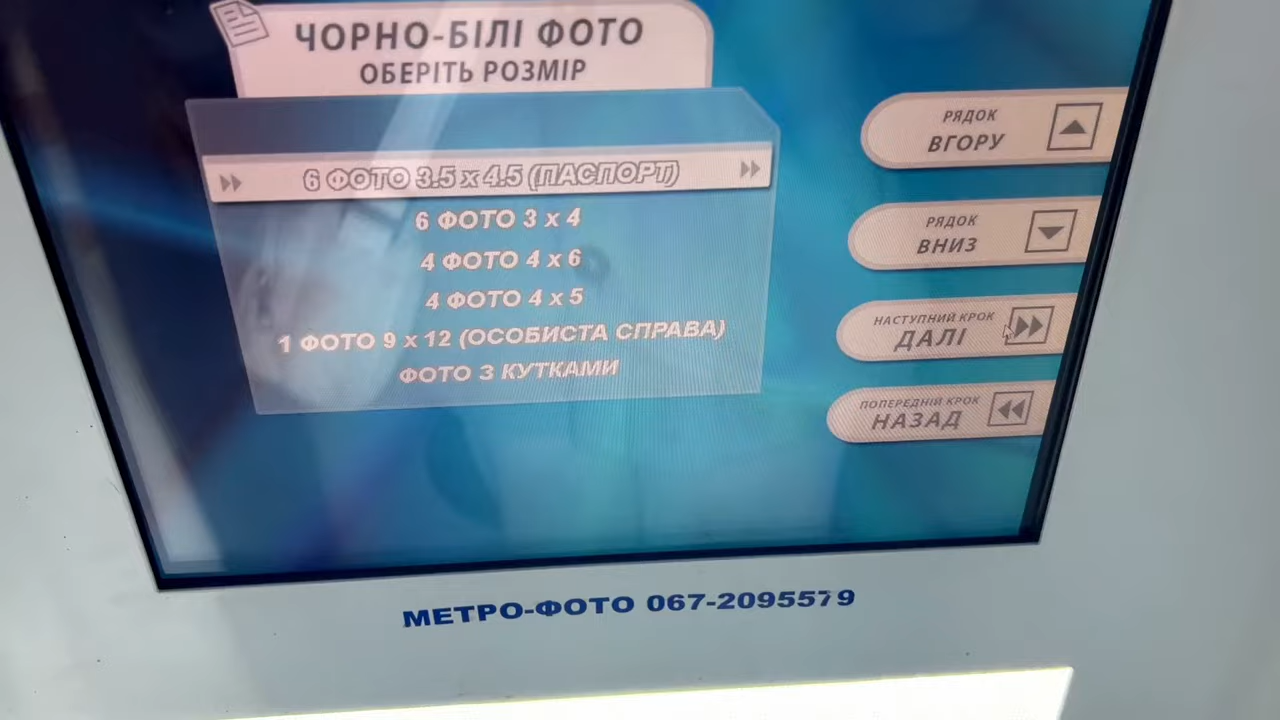 ЧОРНО-БІЛІ ФОТО
ОБЕРІТЬ РОЗМІР
6 ФОТО 3.5 x 4.5 (ПАСПОРТ)
6 ФОТО 3 x 4
4 ФОТО 4 x 6
4 ФОТО 4 x 5
1 ФОТО 9 x 12 (ОСОБИСТА СПРАВА)
ФОТО З КУТКАМИ
РЯДОК
ВГОРУ
РЯДОК
ВНИЗ
НАСТУПНИЙ КРОК
ДАЛІ
ПОПЕРЕДНІЙ КРОК
НАЗАД
МЕТРО-ФОТО 067-2095579